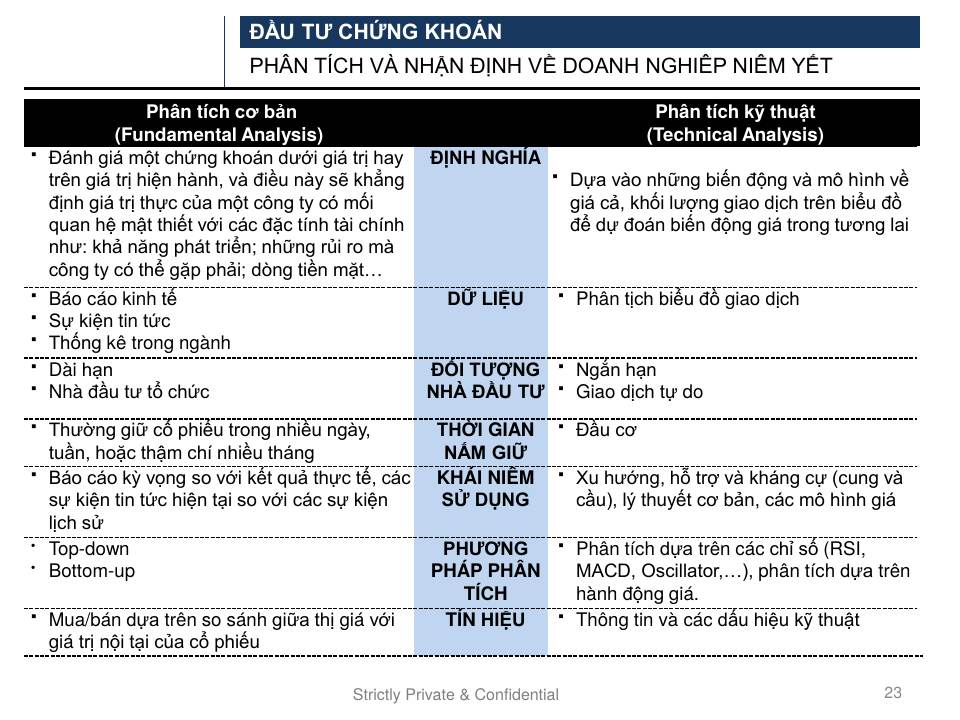 ĐẦU TƯ CHỨNG KHOÁN
PHÂN TÍCH VÀ NHẬN ĐỊNH VỀ DOANH NGHIÊP NIÊM YẾT
Phân tích cơ bản
(Fundamental Analysis)
Phân tích kỹ thuật
(Technical Analysis)
▪ Đánh giá một chứng khoán dưới giá trị hay
trên giá trị hiện hành, và điều này sẽ khẳng
định giá trị thực của một công ty có mối
quan hệ mật thiết với các đặc tính tài chính
như: khả năng phát triển; những rủi ro mà
công ty có thể gặp phải; dòng tiền mặt…
ĐỊNH NGHĨA
▪ Dựa vào những biến động và mô hình về
giá cả, khối lượng giao dịch trên biểu đồ
để dự đoán biến động giá trong tương lai
▪ Báo cáo kinh tế
▪ Sự kiện tin tức
▪ Thống kê trong ngành
DỮ LIỆU
▪ Phân tịch biểu đồ giao dịch
▪ Dài hạn
▪ Nhà đầu tư tổ chức
ĐỐI TƯỢNG
NHÀ ĐẦU TƯ
▪ Ngắn hạn
▪ Giao dịch tự do
▪ Thường giữ cổ phiếu trong nhiều ngày,
tuần, hoặc thậm chí nhiều tháng
THỜI GIAN
NẮM GIỮ
▪ Đầu cơ
▪ Báo cáo kỳ vọng so với kết quả thực tế, các
sự kiện tin tức hiện tại so với các sự kiện
lịch sử
KHÁI NIỆM
SỬ DỤNG
▪ Xu hướng, hỗ trợ và kháng cự (cung và
cầu), lý thuyết cơ bản, các mô hình giá
• Top-down
• Bottom-up
PHƯƠNG
PHÁP PHÂN
TÍCH
▪ Phân tích dựa trên các chỉ số (RSI,
MACD, Oscillator,…), phân tích dựa trên
hành động giá.
▪ Mua/bán dựa trên so sánh giữa thị giá với
giá trị nội tại của cổ phiếu
TÍN HIỆU
▪ Thông tin và các dấu hiệu kỹ thuật
Strictly Private & Confidential
23